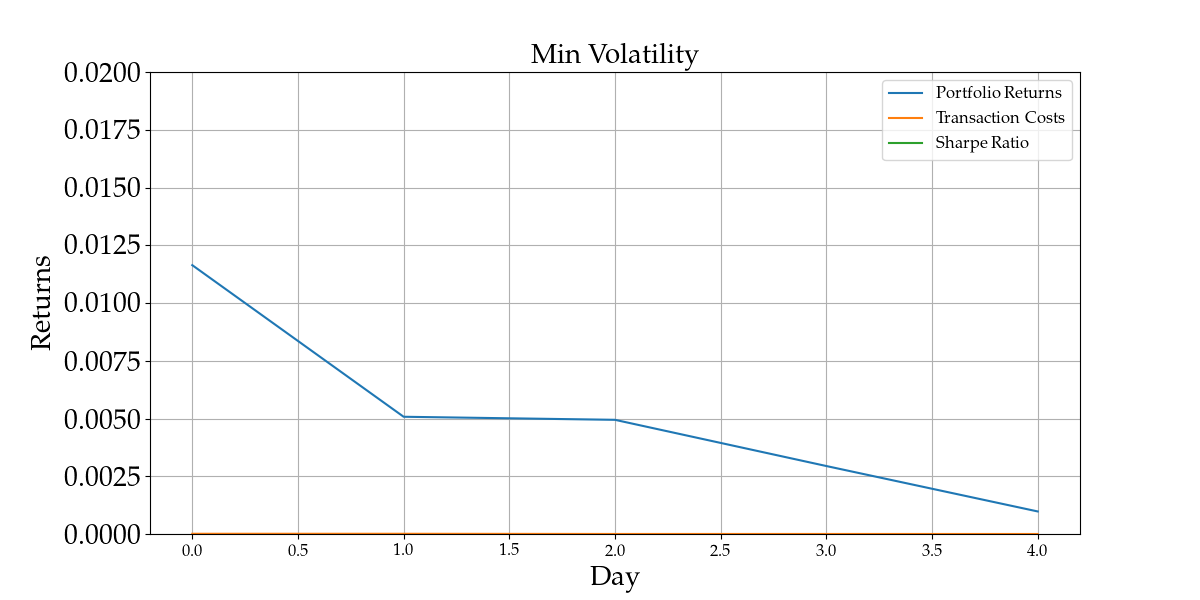 Min Volatility
0.0200
0.0175
0.0150
0.0125
0.0100
0.0075
0.0050
0.0025
0.0000
Returns
Portfolio Returns
Transaction Costs
Sharpe Ratio
0.0 0.5 1.0 1.5 2.0 2.5 3.0 3.5 4.0
Day